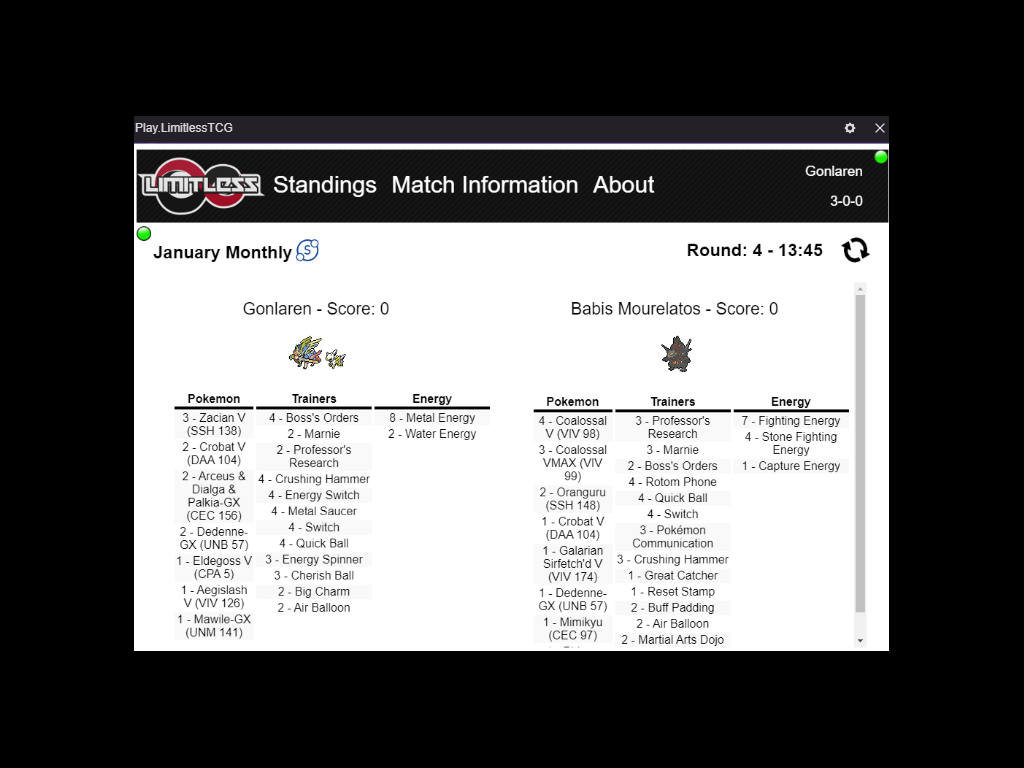 Play.LimitlessTCG
LIMITLESS
Standings Match Information About
Gonlaren
3-0-0
January Monthly
Round: 4 - 13:45
Gonlaren - Score: 0
Pokemon
3 - Zacian V
(SSH 138)
2 - Crobat V
(DAA 104)
2 - Arceus &
Dialga &
Palkia-GX
(CEC 156)
2 - Dedenne-
GX (UNB 57)
1 - Eldegoss V
(CPA 5)
1 - Aegislash
V (VIV 126)
1 - Mawile-GX
(UNM 141)
Trainers
4 - Boss's Orders
2 - Marnie
2 - Professor's
Research
4 - Crushing Hammer
4 - Energy Switch
4 - Metal Saucer
4 - Switch
4 - Quick Ball
3 - Energy Spinner
3 - Cherish Ball
2 - Big Charm
2 - Air Balloon
Energy
8 - Metal Energy
2 - Water Energy
Babis Mourelatos - Score: 0
Pokemon
4 - Coalossal
V (VIV 98)
3 - Coalossal
VMAX (VIV
99)
2 - Oranguru
(SSH 148)
1 - Crobat V
(DAA 104)
1 - Galarian
Sirfetch'd V
(VIV 174)
1 - Dedenne-
GX (UNB 57)
1 - Mimikyu
(CEC 97)
Trainers
3 - Professor's
Research
3 - Marnie
2 - Boss's Orders
4 - Rotom Phone
4 - Quick Ball
4 - Switch
3 - Pokémon
Communication
3 - Crushing Hammer
1 - Great Catcher
1 - Reset Stamp
2 - Buff Padding
2 - Air Balloon
2 - Martial Arts Dojo
Energy
7 - Fighting Energy
4 - Stone Fighting
Energy
1 - Capture Energy